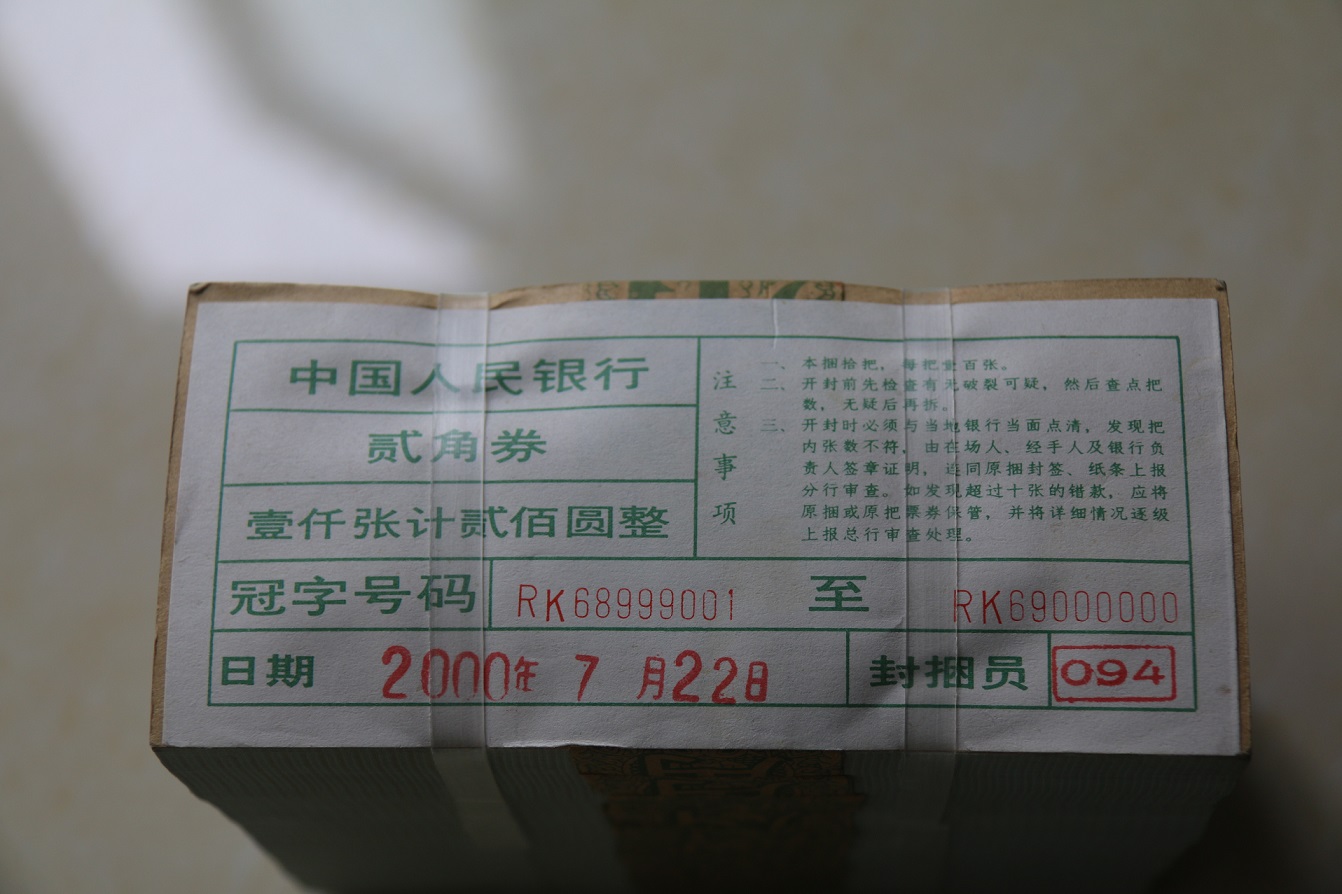 中国人民银行
贰角券
壹仟张计贰佰圆整
注意事项
一、本捆拾把，每把壹百张。
二、开封前先检查有无破裂可疑，然后查点把
数，无疑后再拆。
三、开封时必须与当地银行当面点清，发现把
内张数不符，由在场人、经手人及银行负
责人签章证明，连同原捆封签、纸条上报
分行审查。如发现超过十张的错款，应将
原捆或原把票券保管，并将详细情况逐级
上报总行审查处理。
冠字号码 RK68999001 至 RK69000000
日期 2000年 7 月22日 封捆员 094